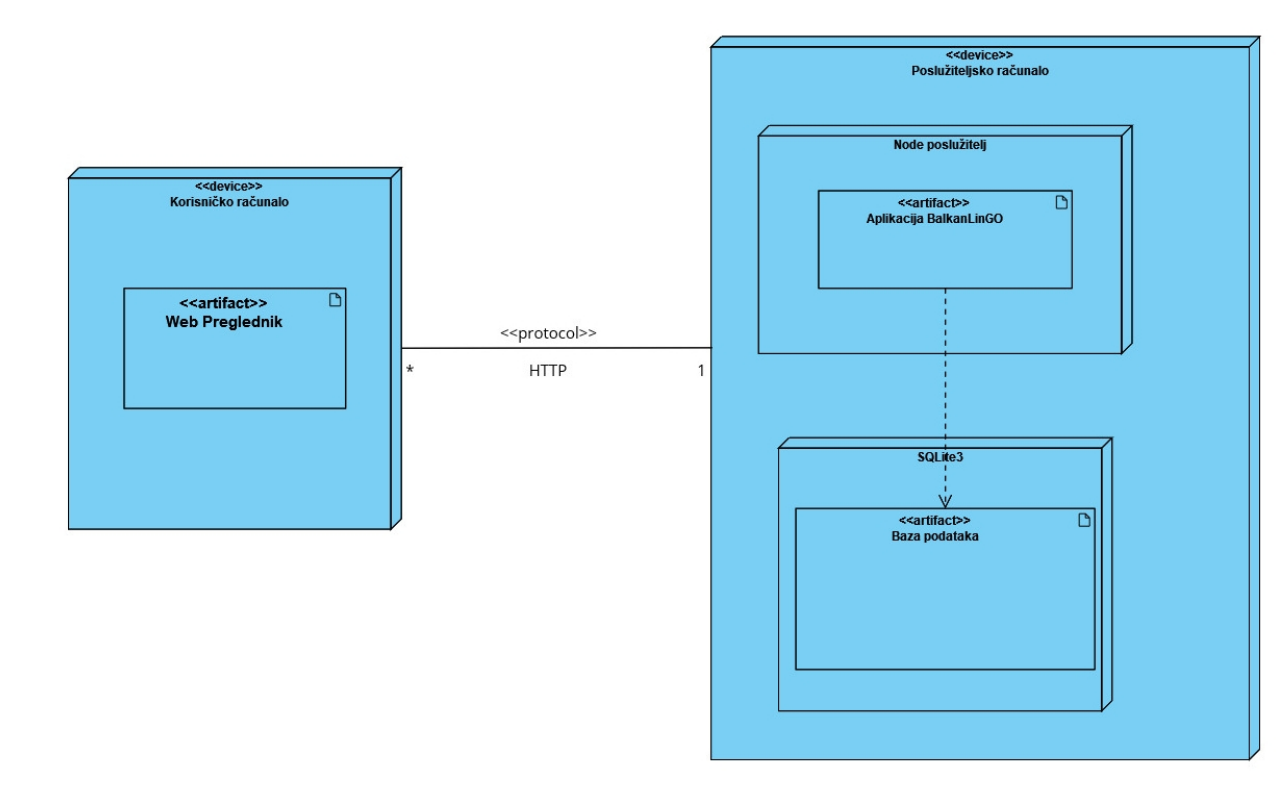 <<device>>
Korisničko računalo
<<artifact>>
Web Preglednik
<<protocol>>
*
HTTP
1
<<device>>
Poslužiteljsko računalo
Node poslužitelj
<<artifact>>
Aplikacija BalkanLinGO
SQLite3
<<artifact>>
Baza podataka